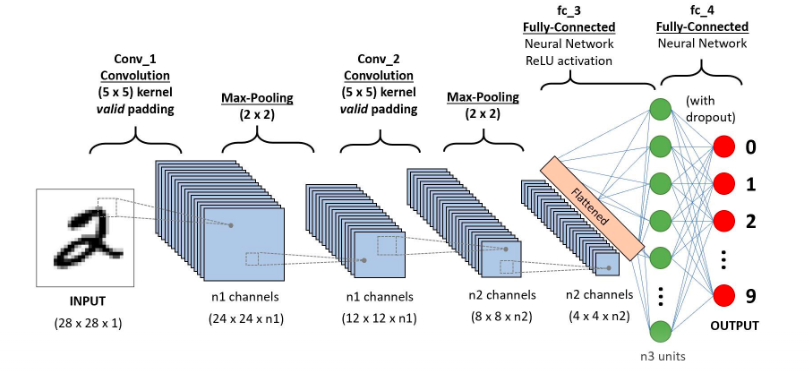 fc_3
Fully-Connected
Neural Network
ReLU activation
fc_4
Fully-Connected
Neural Network
Conv_1
Convolution
(5 x 5) kernel
valid padding
Max-Pooling
(2 x 2)
Conv_2
Convolution
(5 x 5) kernel
valid padding
Max-Pooling
(2 x 2)
(with
dropout)
Flattened
0
1
2
9
INPUT
(28 x 28 x 1)
n1 channels
(24 x 24 x n1)
n1 channels
(12 x 12 x n1)
n2 channels
(8 x 8 x n2)
n2 channels
(4 x 4 x n2)
OUTPUT
n3 units
2